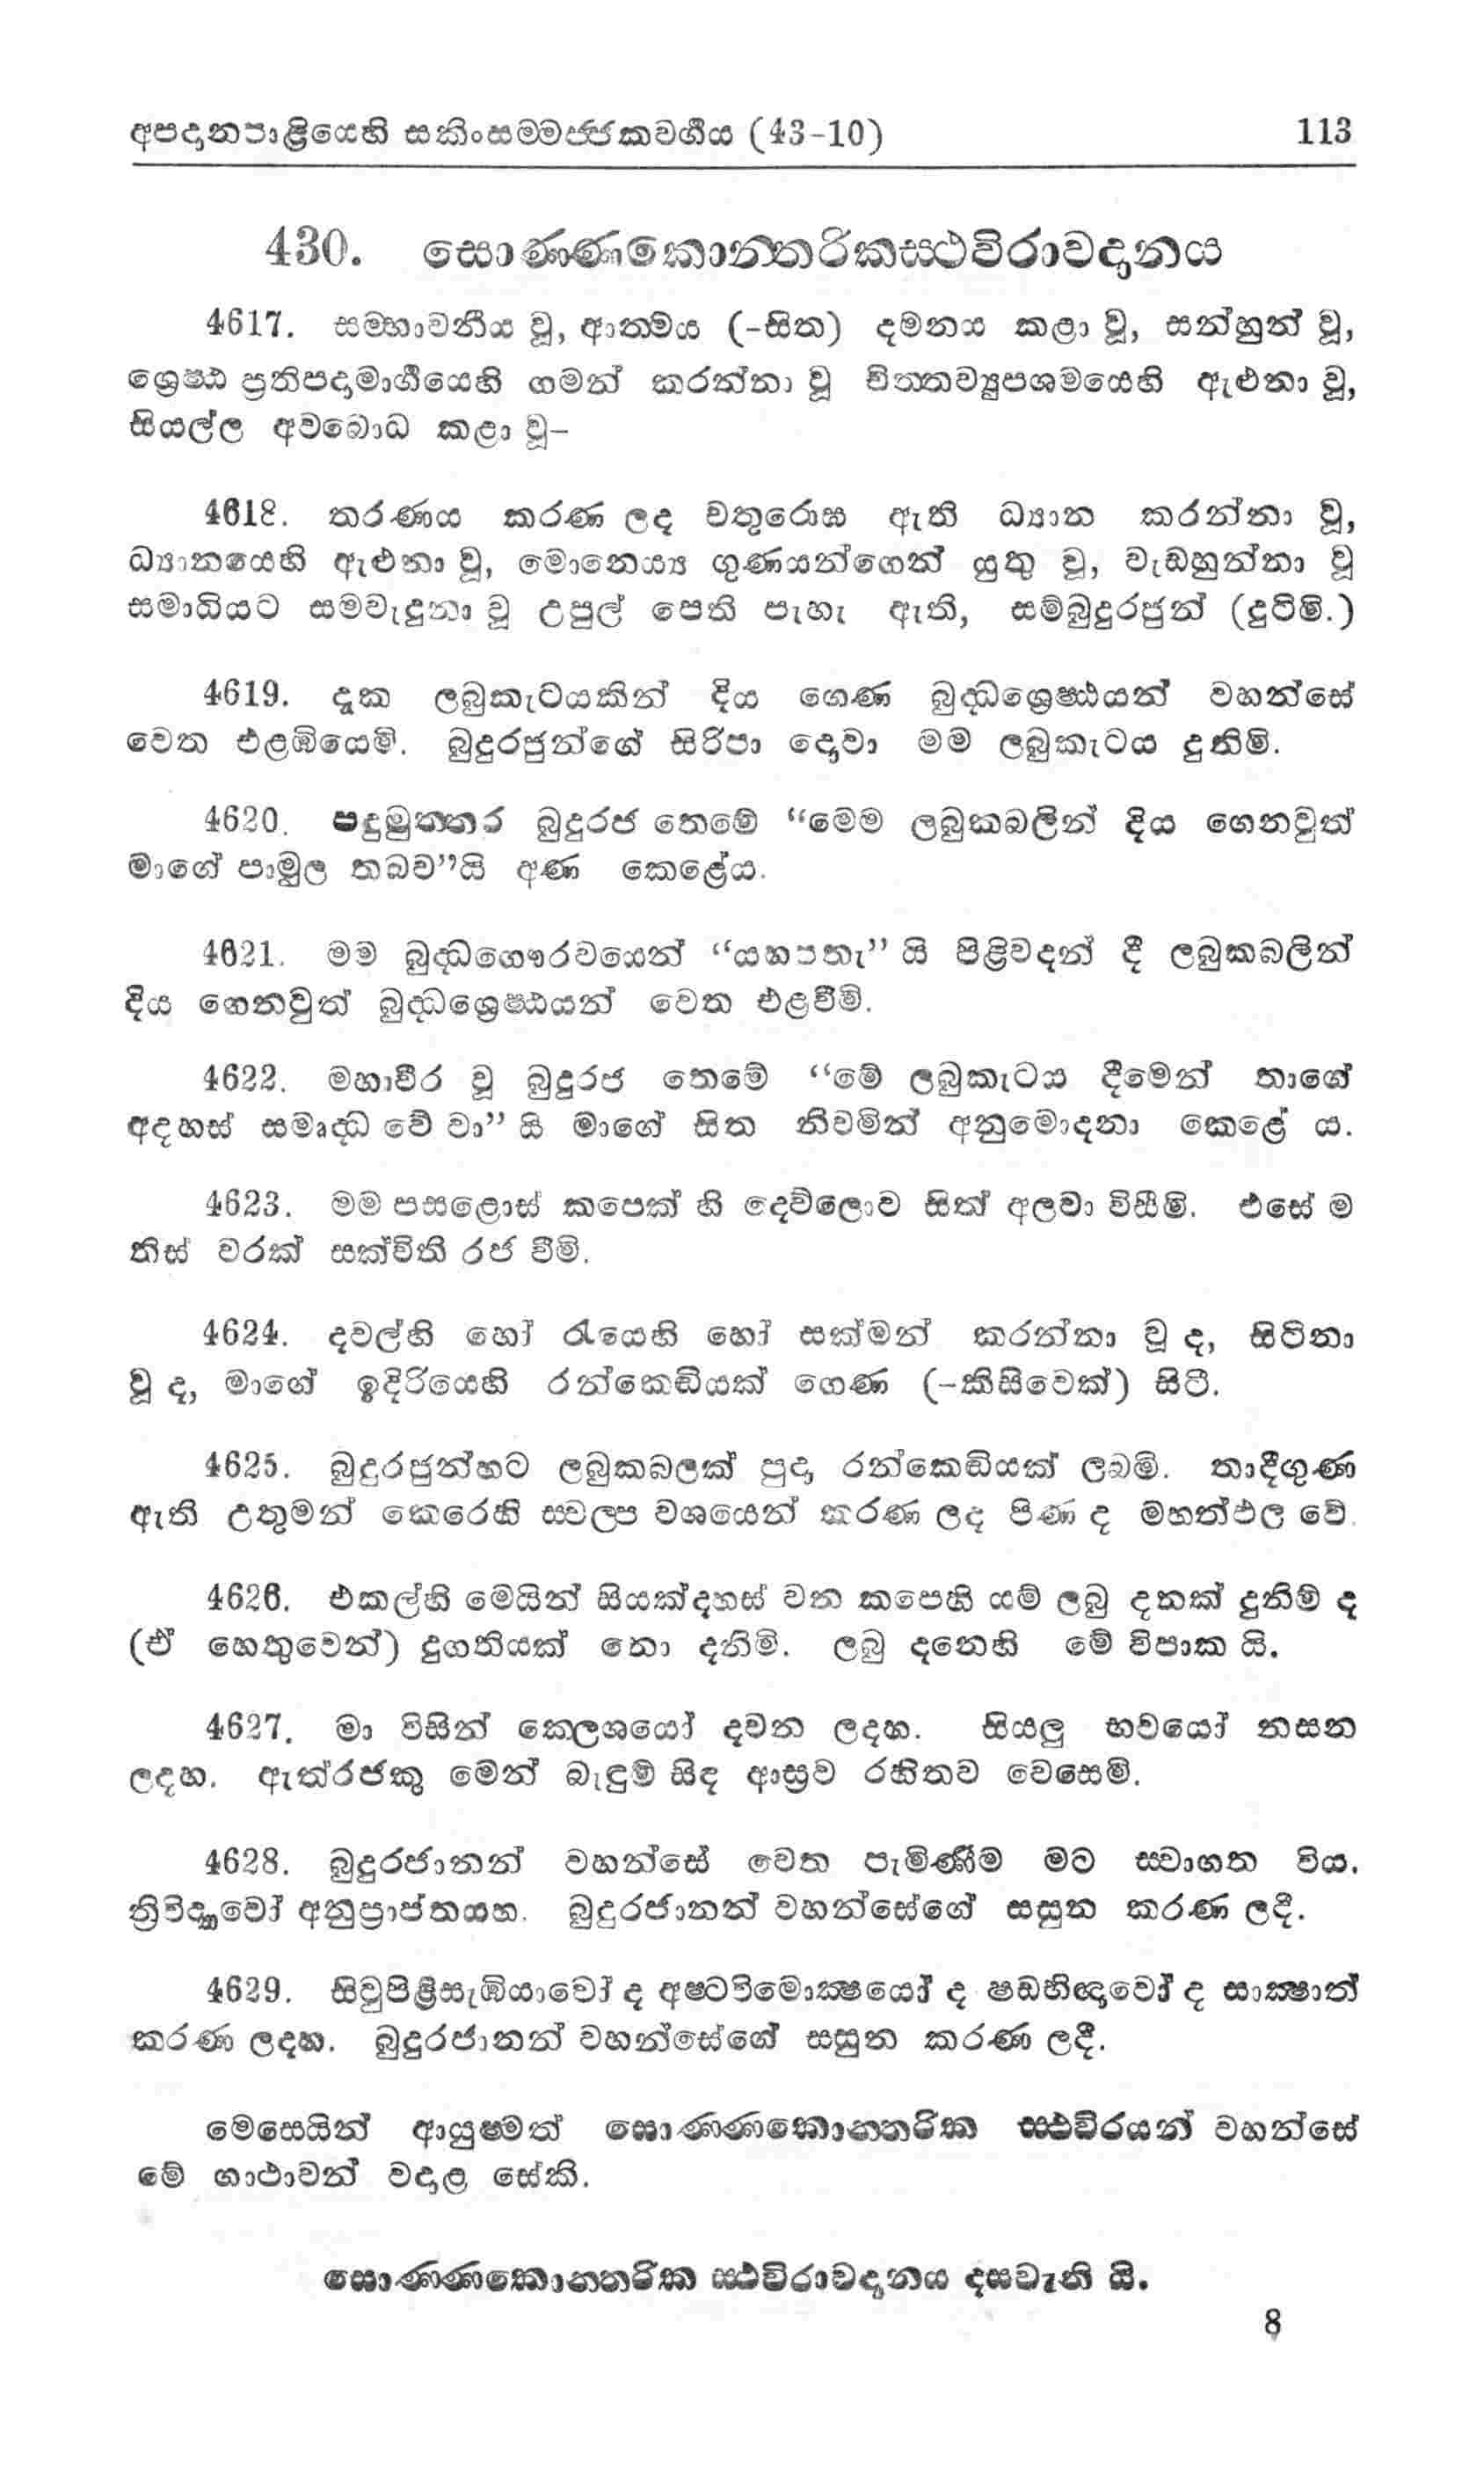 අපදානපාළියෙහි සකිංසම්මජ්ජකවර්ගය (43-10) 113
430. සොණ්ණකොන්තරිකස්ථවිරාවදානය
4617. සම්භාවනීය වූ, ආත්මය (-සිත) දමනය කළා වූ, සන්හුන් වූ,
ශ්‍රෙෂ්ඨ ප්‍රතිපදාමාර්ගයෙහි ගමන් කරන්නා වූ චිත්තව්‍යුපශමයෙහි ඇළුනා වූ,
සියල්ල අවබොධ කළා වූ-
4618. තරණය කරණ ලද චතුරොඝ ඇති ධ්‍යාන කරන්නා වූ,
ධ්‍යානයෙහි ඇළුනා වූ, මොනෙය්‍ය ගුණයන්ගෙන් යුතු වූ, වැඩහුන්නා වූ
සමාධියට සමවැදුනා වූ උපුල් පෙති පැහැ ඇති, සම්බුදුරජුන් (දුටිමි.)
4619. දූක ලබුකැටයකින් දිය ගෙණ බුද්ධශ්‍රෙෂ්ඨයන් වහන්සේ
වෙත එළඹියෙමි. බුදුරජුන්ගේ සිරිපා දොවා මම ලබුකැටය දුනිමි.
4620. පදුමුත්තර බුදුරජ තෙමේ “මෙම ලබුකබලින් දිය ගෙනවුත්
මාගේ පාමුල තබව”යි අණ කෙළේය.
4621. මම බුද්ධගෞරවයෙන් “යහපතැ” යි පිළිවදන් දී ලබුකබලින්
දිය ගෙනවුත් බුද්ධශ්‍රෙෂ්ඨයන් වෙත එළවීමි.
4622. මහාවීර වූ බුදුරජ තෙමේ “මේ ලබුකැටය දීමෙන් තාගේ
අදහස් සමෘද්ධ වේ වා” යි මාගේ සිත නිවමින් අනුමොදනා කෙළේ ය.
4623. මම පසළොස් කපෙක් හි දෙව්ලොව සිත් අලවා විසීමි. එසේ ම
තිස් වරක් සක්විති රජ වීමි.
4624. දවල්හි හෝ රැයෙහි හෝ සක්මන් කරන්නා වූ ද, සිටිනා
වූ ද, මාගේ ඉදිරියෙහි රන්කෙඬියක් ගෙණ (-කිසිවෙක්) සිටී.
4625. බුදුරජුන්හට ලබුකබලක් පුදා රන්කෙඬියක් ලබමි. තාදීගුණ
ඇති උතුමන් කෙරෙහි ස්වල්ප වශයෙන් කරණ ලද පිණ ද මහත්ඵල වේ.
4626. එකල්හි මෙයින් සියක්දහස් වන කපෙහි යම් ලබු දනක් දුනිම් ද
(ඒ හෙතුවෙන්) දුගතියක් නො දනිමි. ලබු දනෙහි මේ විපාක යි.
4627. මා විසින් කෙලශයෝ දවන ලදහ. සියලු භවයෝ නසන
ලදහ. ඇත්රජකු මෙන් බැඳුම් සිඳ ආස්‍රව රහිතව වෙසෙමි.
4628. බුදුරජානන් වහන්සේ වෙත පැමිණීම මට ස්වාගත විය.
ත්‍රිවිද්‍යාවෝ අනුප්‍රාප්තයහ. බුදුරජානන් වහන්සේගේ සසුන කරණ ලදී.
4629. සිවුපිළිසැඹියාවෝ ද අෂ්ටවිමොක්ෂයෝ ද ෂඩභිඥාවෝ ද සාක්ෂාත්
කරණ ලදහ. බුදුරජානන් වහන්සේගේ සසුන කරණ ලදී.
මෙසෙයින් ආයුෂ්මත් සොණ්ණකොන්තරික ස්ථවිරයන් වහන්සේ
මේ ගාථාවන් වදාළ සේකි.
සොණ්ණකොන්තරික ස්ථවිරාවදානය දසවැනි යි.
8